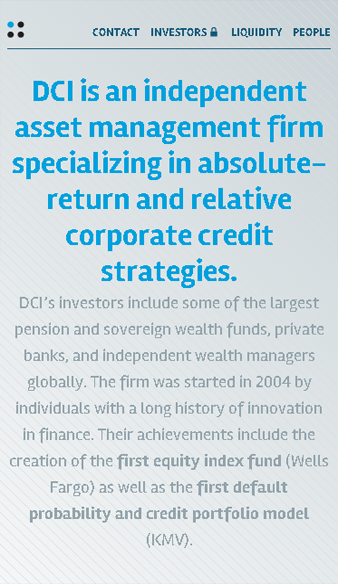 CONTACT INVESTORS LIQUIDITY PEOPLE
DCI is an independent
asset management firm
specializing in absolute-
return and relative
corporate credit
strategies.
DCI's investors include some of the largest
pension and sovereign wealth funds, private
banks, and independent wealth managers
globally. The firm was started in 2004 by
individuals with a long history of innovation
in finance. Their achievements include the
creation of the first equity index fund (Wells
Fargo) as well as the first default
probability and credit portfolio model
(KMV).